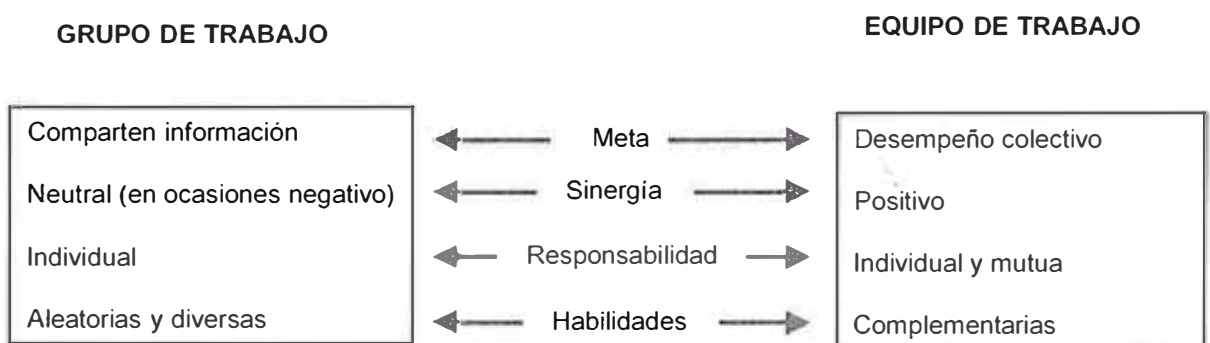 GRUPO DE TRABAJO
EQUIPO DE TRABAJO
Comparten información
Meta
Desempeño colectivo
Neutral (en ocasiones negativo)
Sinergía
Positivo
Individual
Responsabilidad
Individual y mutua
Aleatorias y diversas
Habilidades
Complementarias